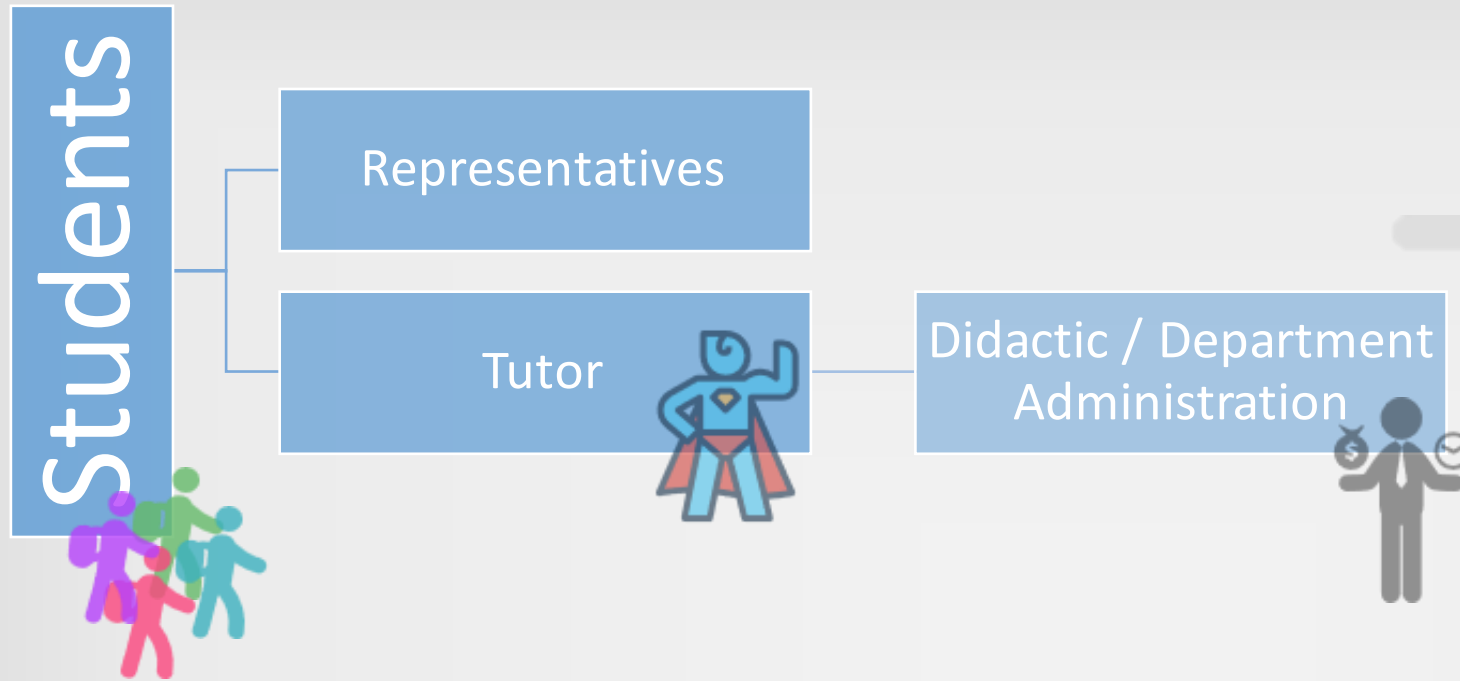 Students
Representatives
Tutor
Didactic / Department
Administration
$